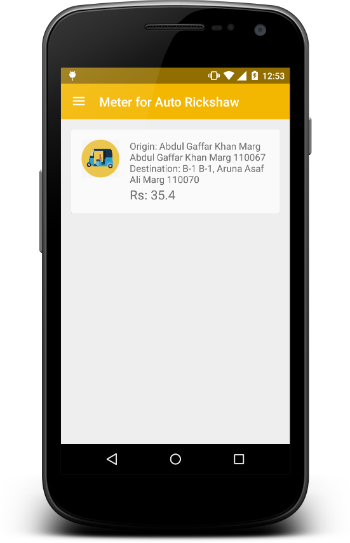 12:53
Meter for Auto Rickshaw
Origin: Abdul Gaffar Khan Marg
Abdul Gaffar Khan Marg 110067
Destination: B-1 B-1, Aruna Asaf
Ali Marg 110070
Rs: 35.4